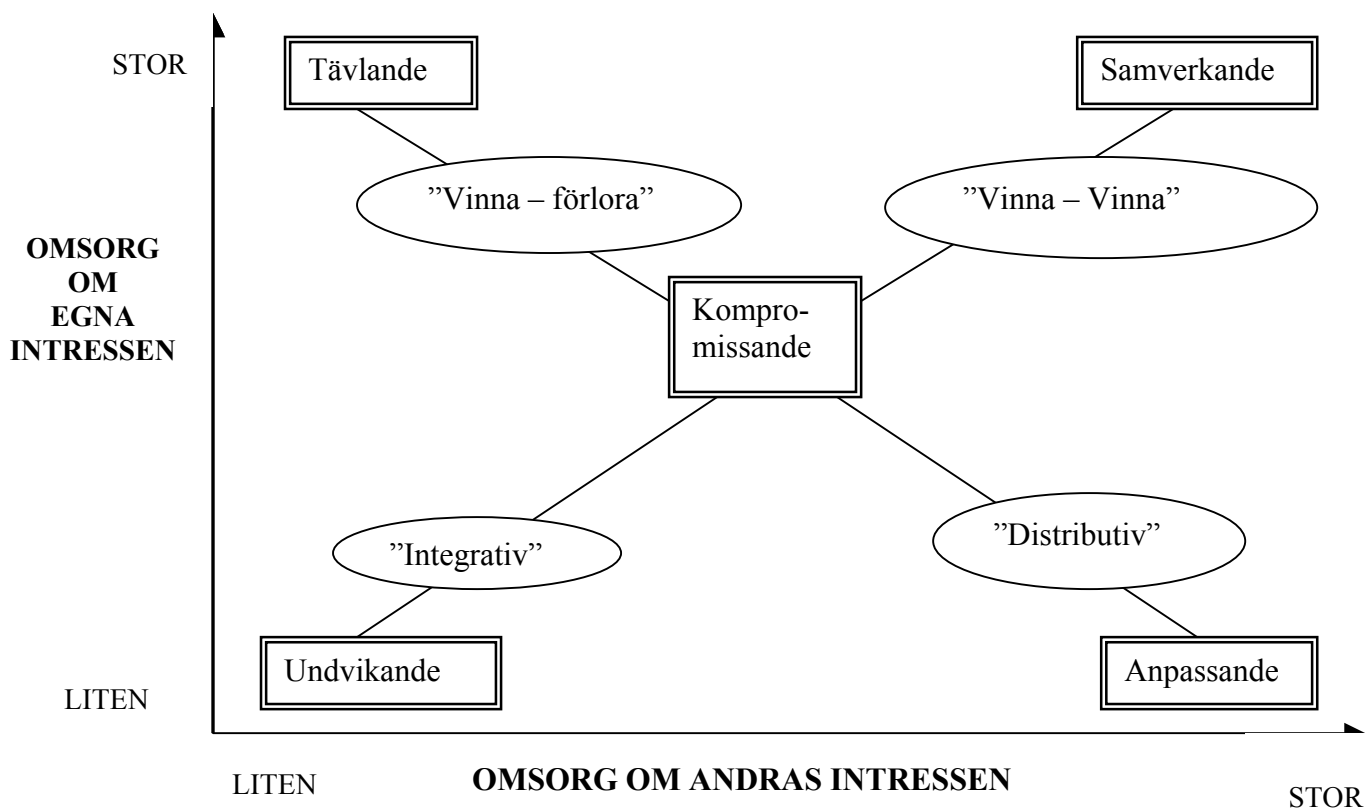 STOR
Tävlande
Samverkande
”Vinna – förlora”
”Vinna – Vinna”
OMSORG
OM
EGNA
INTRESSEN
Kompro-
missande
”Integrativ”
”Distributiv”
Undvikande
Anpassande
LITEN
LITEN
OMSORG OM ANDRAS INTRESSEN
STOR